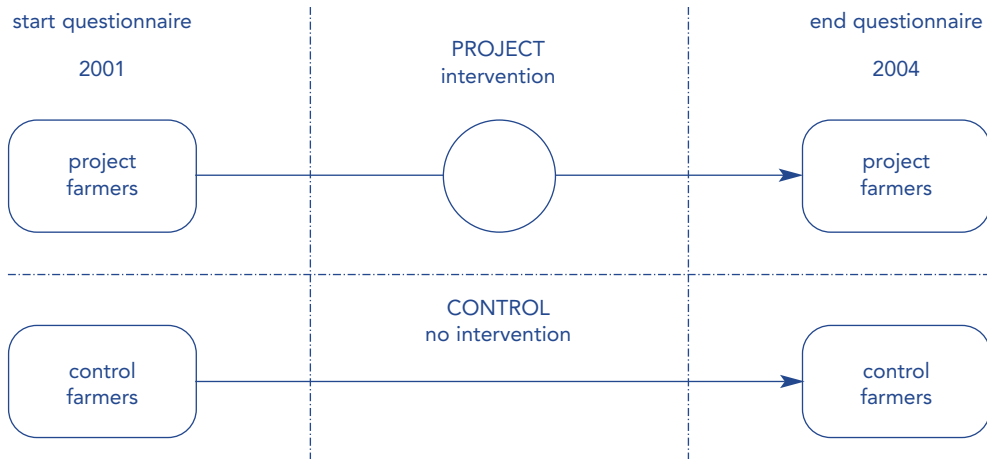 start questionnaire
2001
PROJECT
intervention
end questionnaire
2004
project
farmers
project
farmers
CONTROL
no intervention
control
farmers
control
farmers